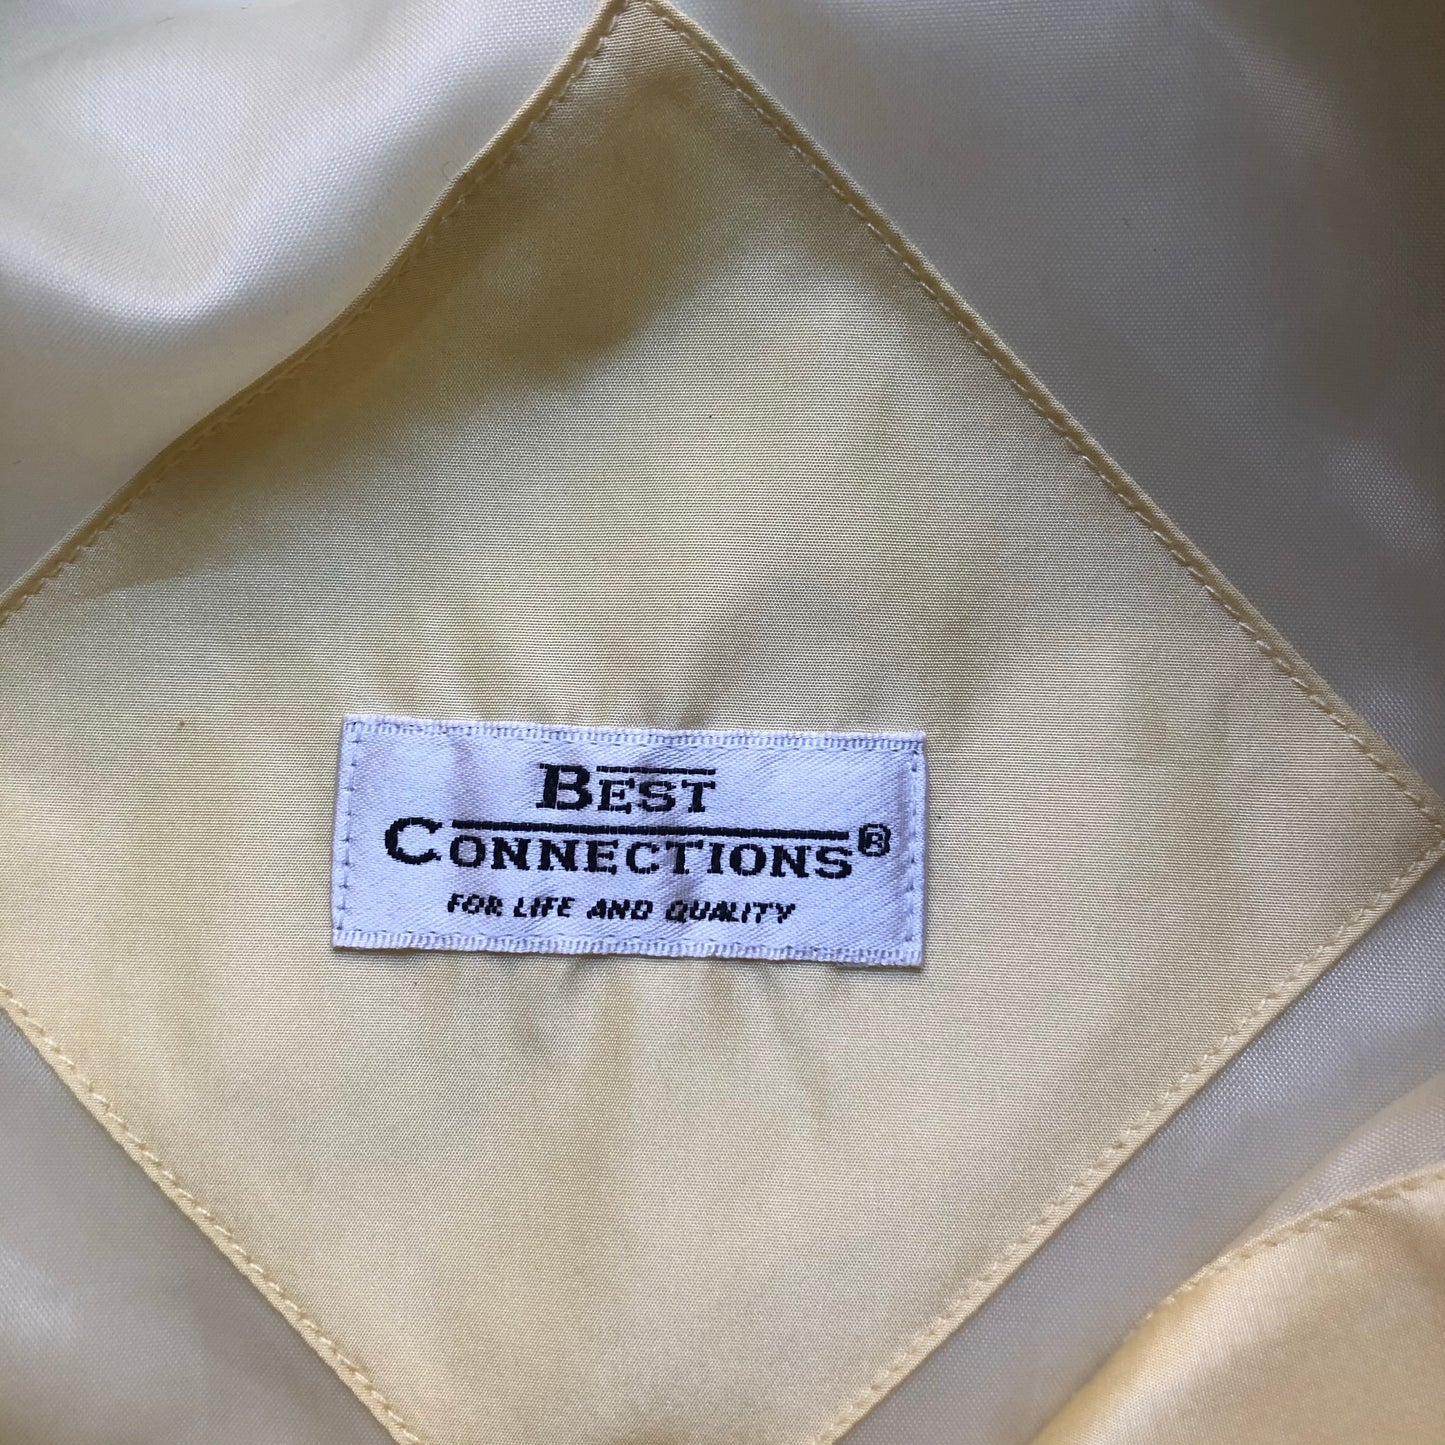 BEST
CONNECTIONS®
FOR LIFE AND QUALITY